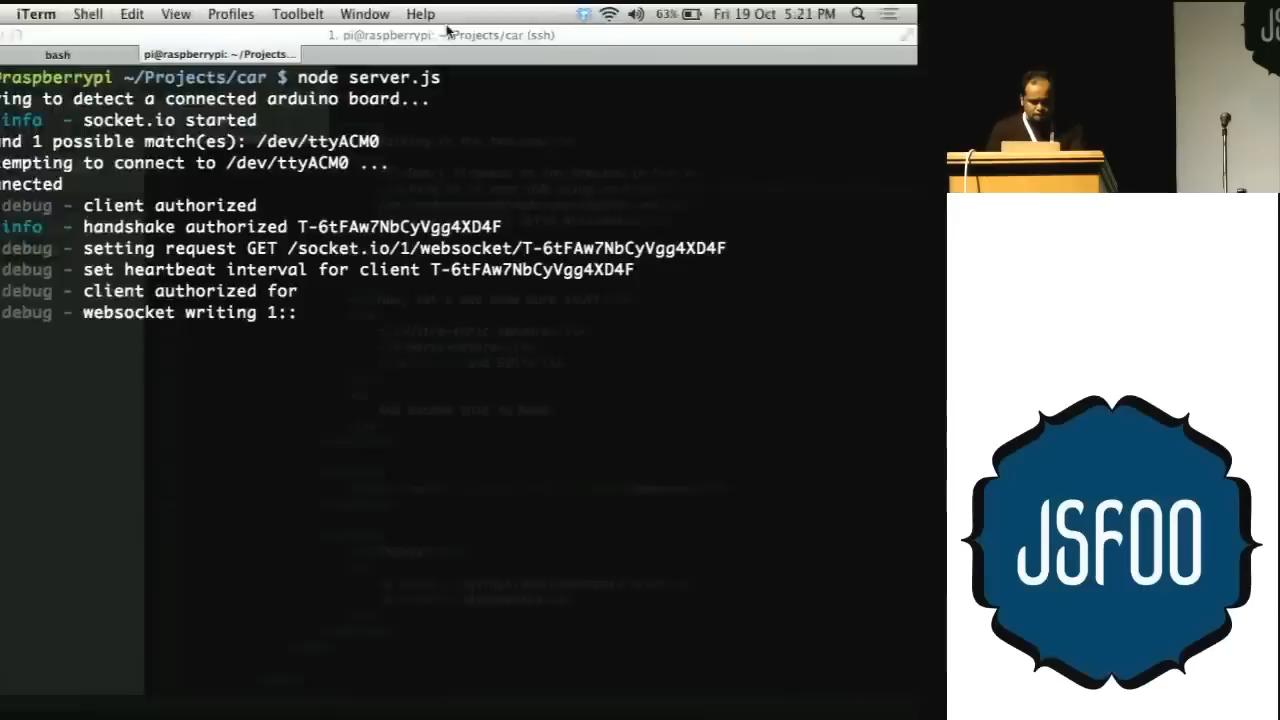 iTerm Shell Edit View Profiles Toolbelt Window Help 63% Fri 19 Oct 5:21 PM
1. pi@raspberrypi: ~/Projects/car (ssh)
bash pi@raspberrypi: ~/Projects...
raspberrypi ~/Projects/car $ node server.js
ing to detect a connected arduino board...
info - socket.io started
nd 1 possible match(es): /dev/ttyACM0
empting to connect to /dev/ttyACM0 ...
nected
debug - client authorized
info - handshake authorized T-6tFAw7NbCyVgg4XD4F
debug - setting request GET /socket.io/1/websocket/T-6tFAw7NbCyVgg4XD4F
debug - set heartbeat interval for client T-6tFAw7NbCyVgg4XD4F
debug - client authorized for
debug - websocket writing 1::
JSFOO